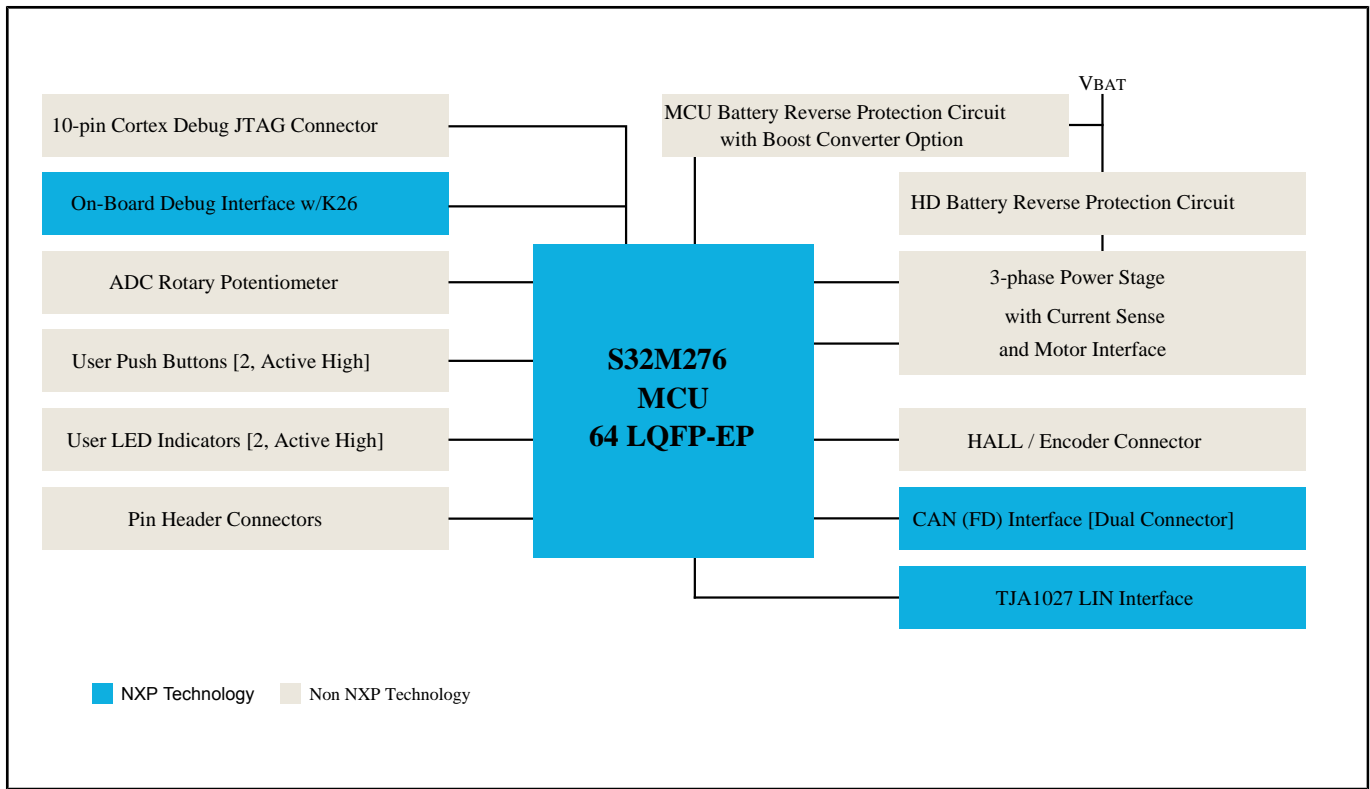 VBAT
10-pin Cortex Debug JTAG Connector
MCU Battery Reverse Protection Circuit
with Boost Converter Option
On-Board Debug Interface w/K26
HD Battery Reverse Protection Circuit
ADC Rotary Potentiometer
3-phase Power Stage
with Current Sense
and Motor Interface
User Push Buttons [2, Active High]
S32M276
MCU
64 LQFP-EP
User LED Indicators [2, Active High]
HALL / Encoder Connector
Pin Header Connectors
CAN (FD) Interface [Dual Connector]
TJA1027 LIN Interface
NXP Technology
Non NXP Technology